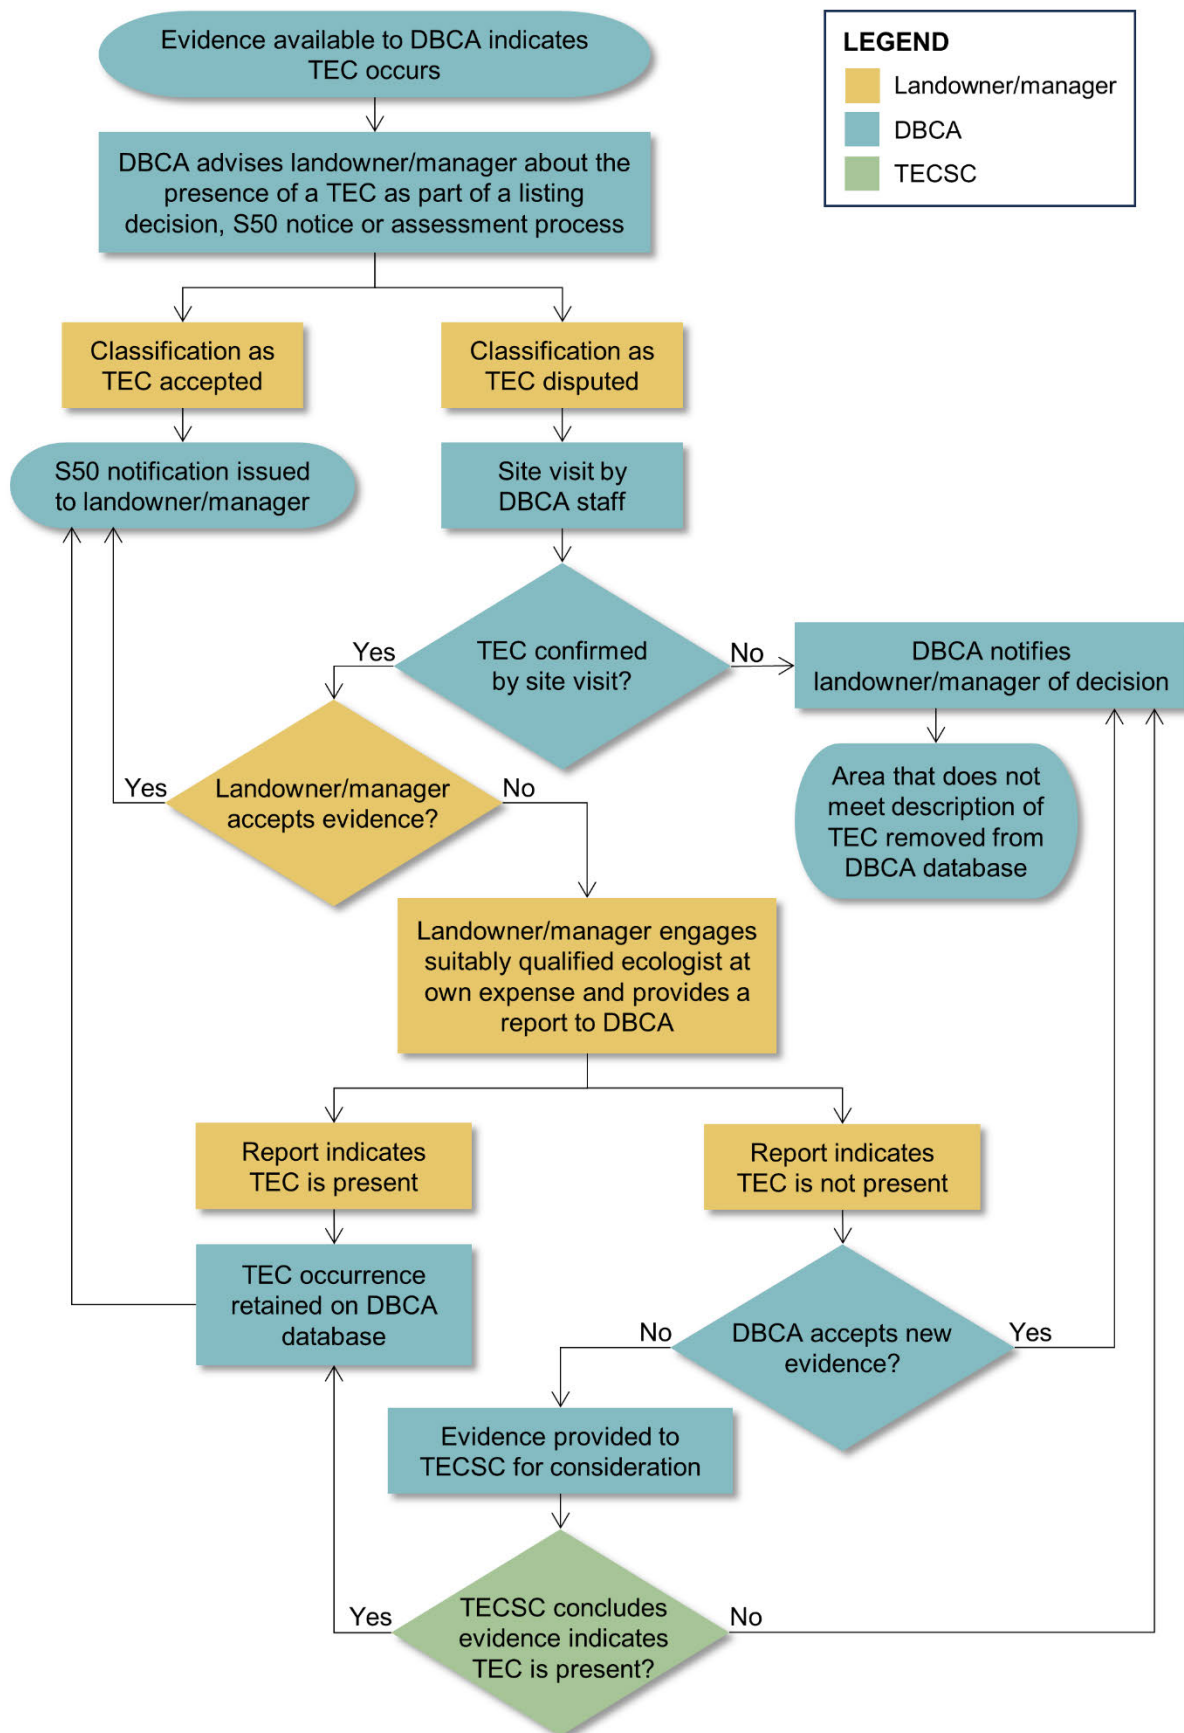 Evidence available to DBCA indicates
TEC occurs
LEGEND
Landowner/manager
DBCA
TECSC
DBCA advises landowner/manager about the
presence of a TEC as part of a listing
decision, S50 notice or assessment process
Classification as
TEC accepted
Classification as
TEC disputed
S50 notification issued
to landowner/manager
Site visit by
DBCA staff
TEC confirmed
by site visit?
Yes
No
DBCA notifies
landowner/manager of decision
Landowner/manager
accepts evidence?
Yes
No
Area that does not
meet description of
TEC removed from
DBCA database
Landowner/manager engages
suitably qualified ecologist at
own expense and provides a
report to DBCA
Report indicates
TEC is present
Report indicates
TEC is not present
TEC occurrence
retained on DBCA
database
DBCA accepts new
evidence?
No
Yes
Evidence provided to
TECSC for consideration
TECSC concludes
evidence indicates
TEC is present?
Yes
No